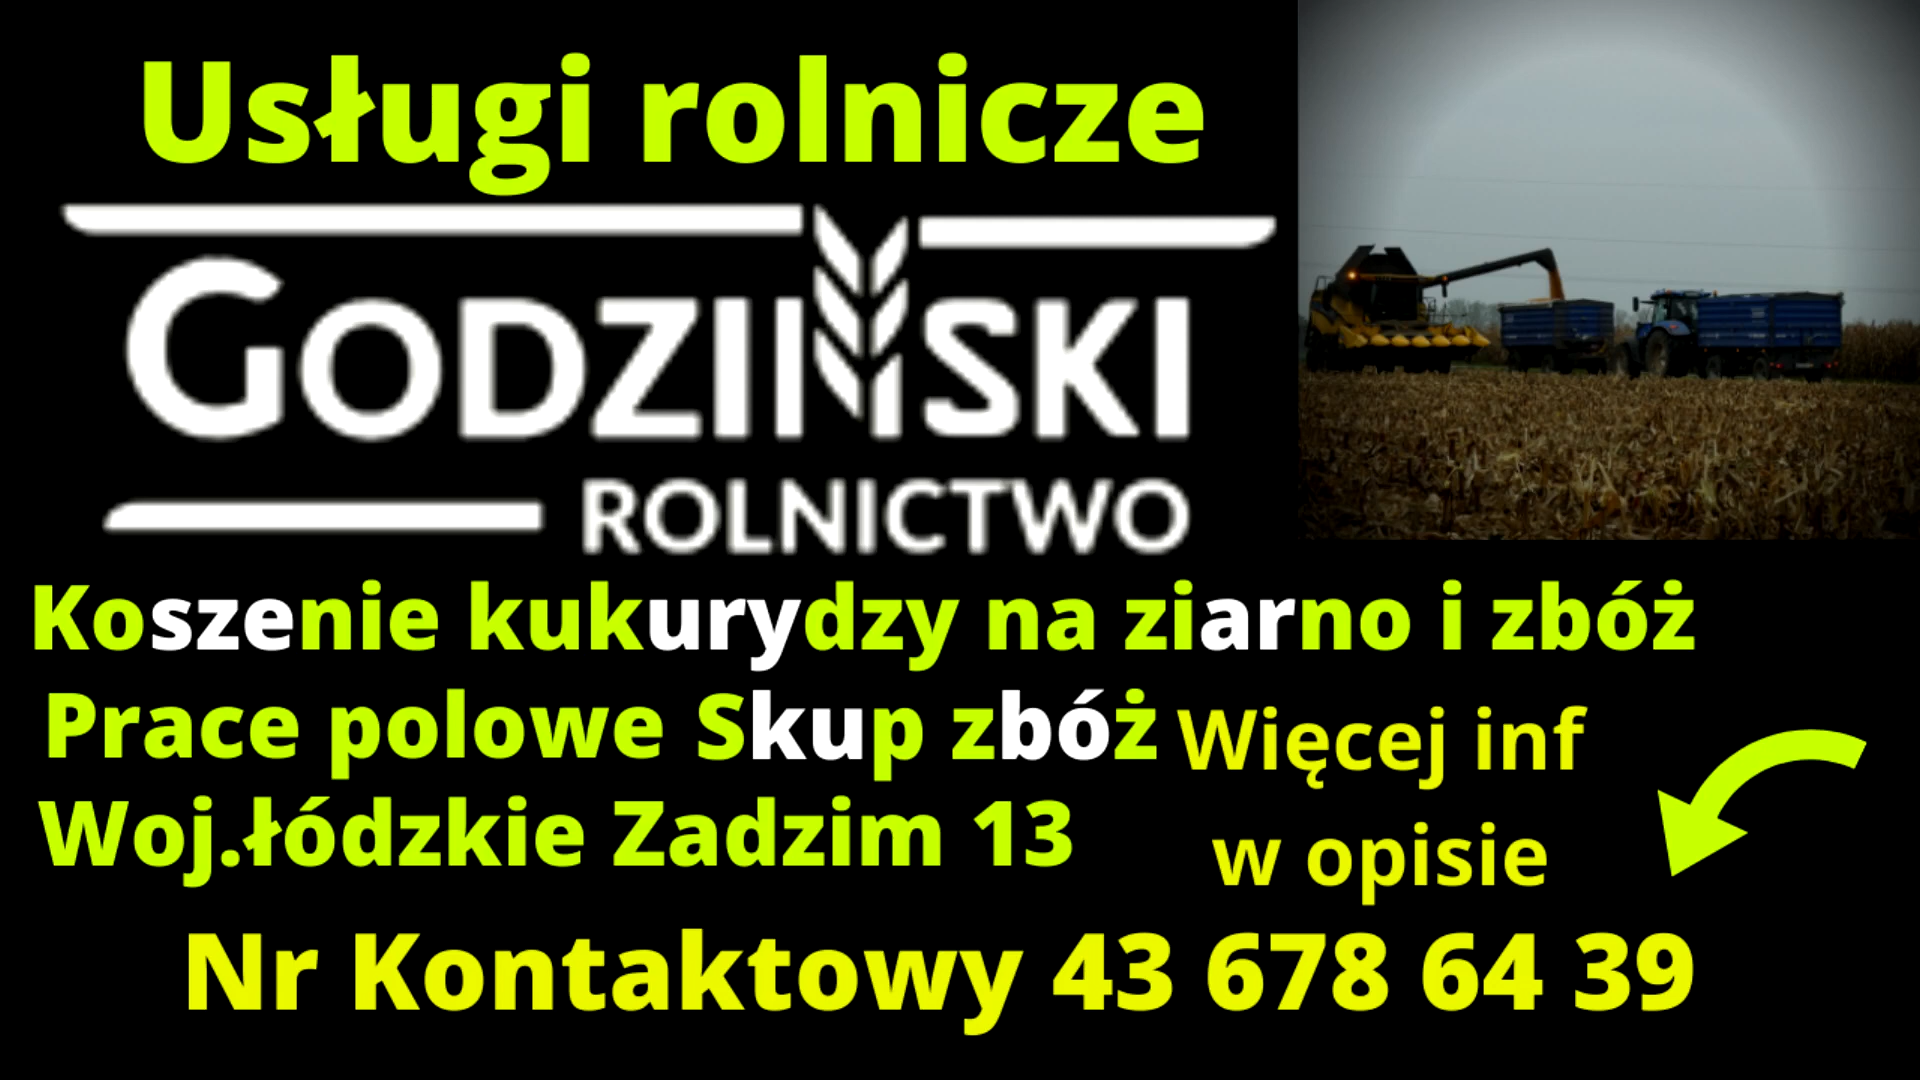 Usługi rolnicze
GODZIŃSKI
ROLNICTWO
Koszenie kukurydzy na ziarno i zbóż
Prace polowe Skup zbóż
Więcej inf
w opisie
Woj.łódzkie Zadzim 13
Nr Kontaktowy 43 678 64 39